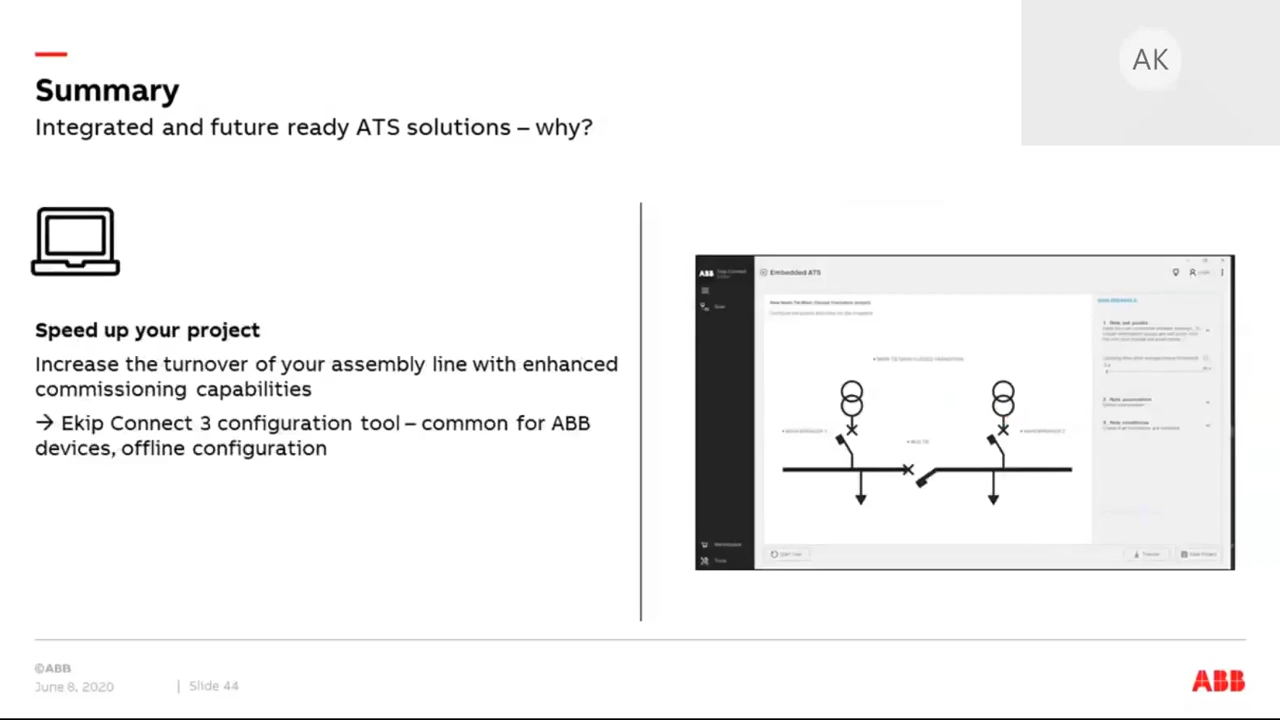 AK
Summary
Integrated and future ready ATS solutions – why?
Speed up your project
Increase the turnover of your assembly line with enhanced
commissioning capabilities
→ Ekip Connect 3 configuration tool – common for ABB
devices, offline configuration
ABB
Embedded ATS
©ABB
June 8, 2020
Slide 44
ABB